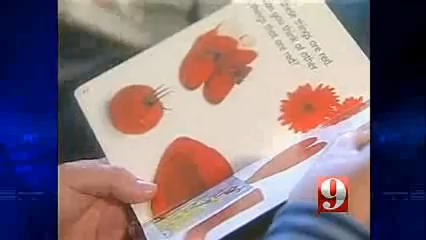 These things are red.
Can you think of other
things that are red?
9